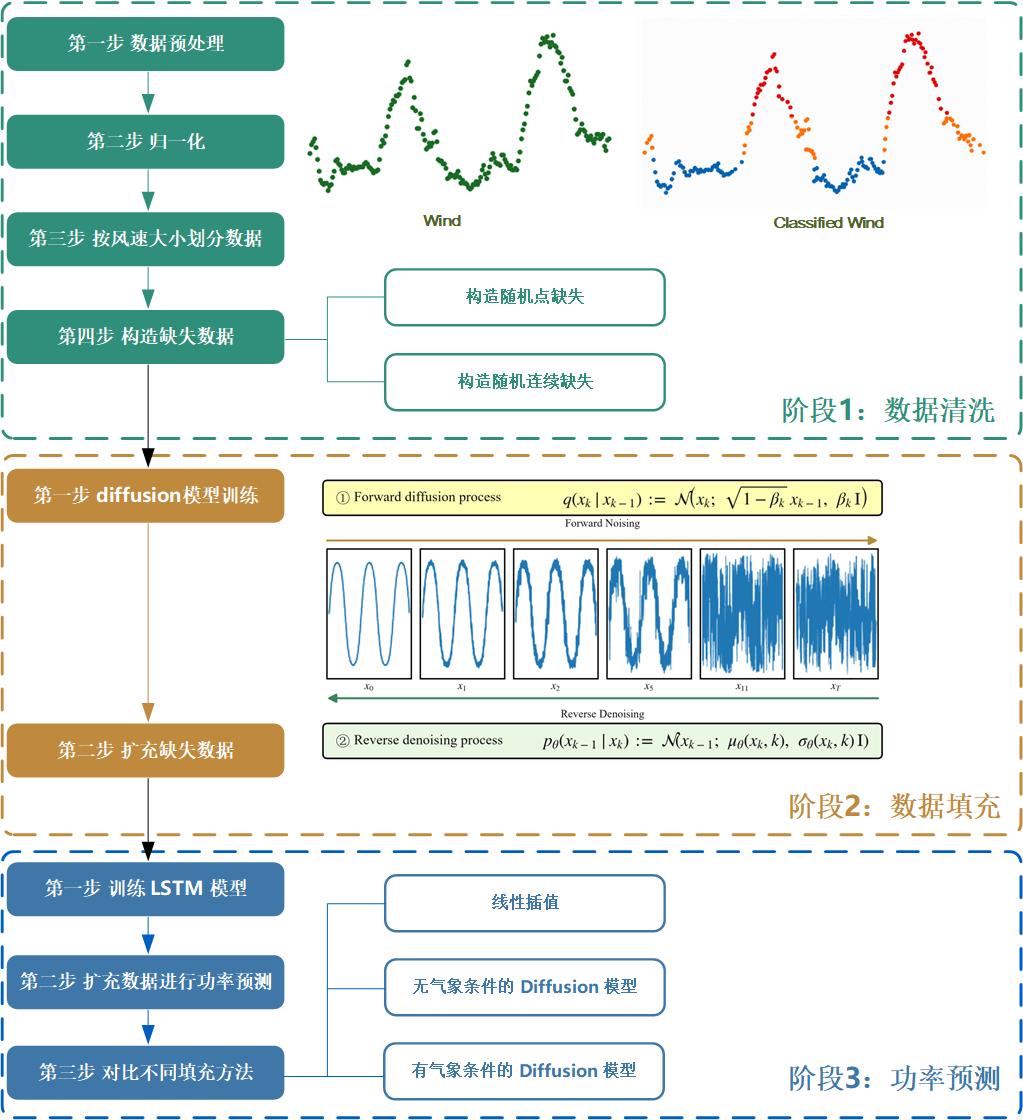 第一步 数据预处理
第二步 归一化
第三步 按风速大小划分数据
第四步 构造缺失数据
Wind
Classified Wind
构造随机点缺失
构造随机连续缺失
阶段1：数据清洗
第一步 diffusion模型训练
① Forward diffusion process q(x_k | x_{k−1}) := 𝒩(x_k; √(1−β_k) x_{k−1}, β_k I)
Forward Noising
x_0 x_1 x_2 x_5 x_11 x_T
Reverse Denoising
② Reverse denoising process p_θ(x_{k−1} | x_k) := 𝒩(x_{k−1}; μ_θ(x_k, k), σ_θ(x_k, k) I)
第二步 扩充缺失数据
阶段2：数据填充
第一步 训练 LSTM 模型
第二步 扩充数据进行功率预测
第三步 对比不同填充方法
线性插值
无气象条件的 Diffusion 模型
有气象条件的 Diffusion 模型
阶段3：功率预测